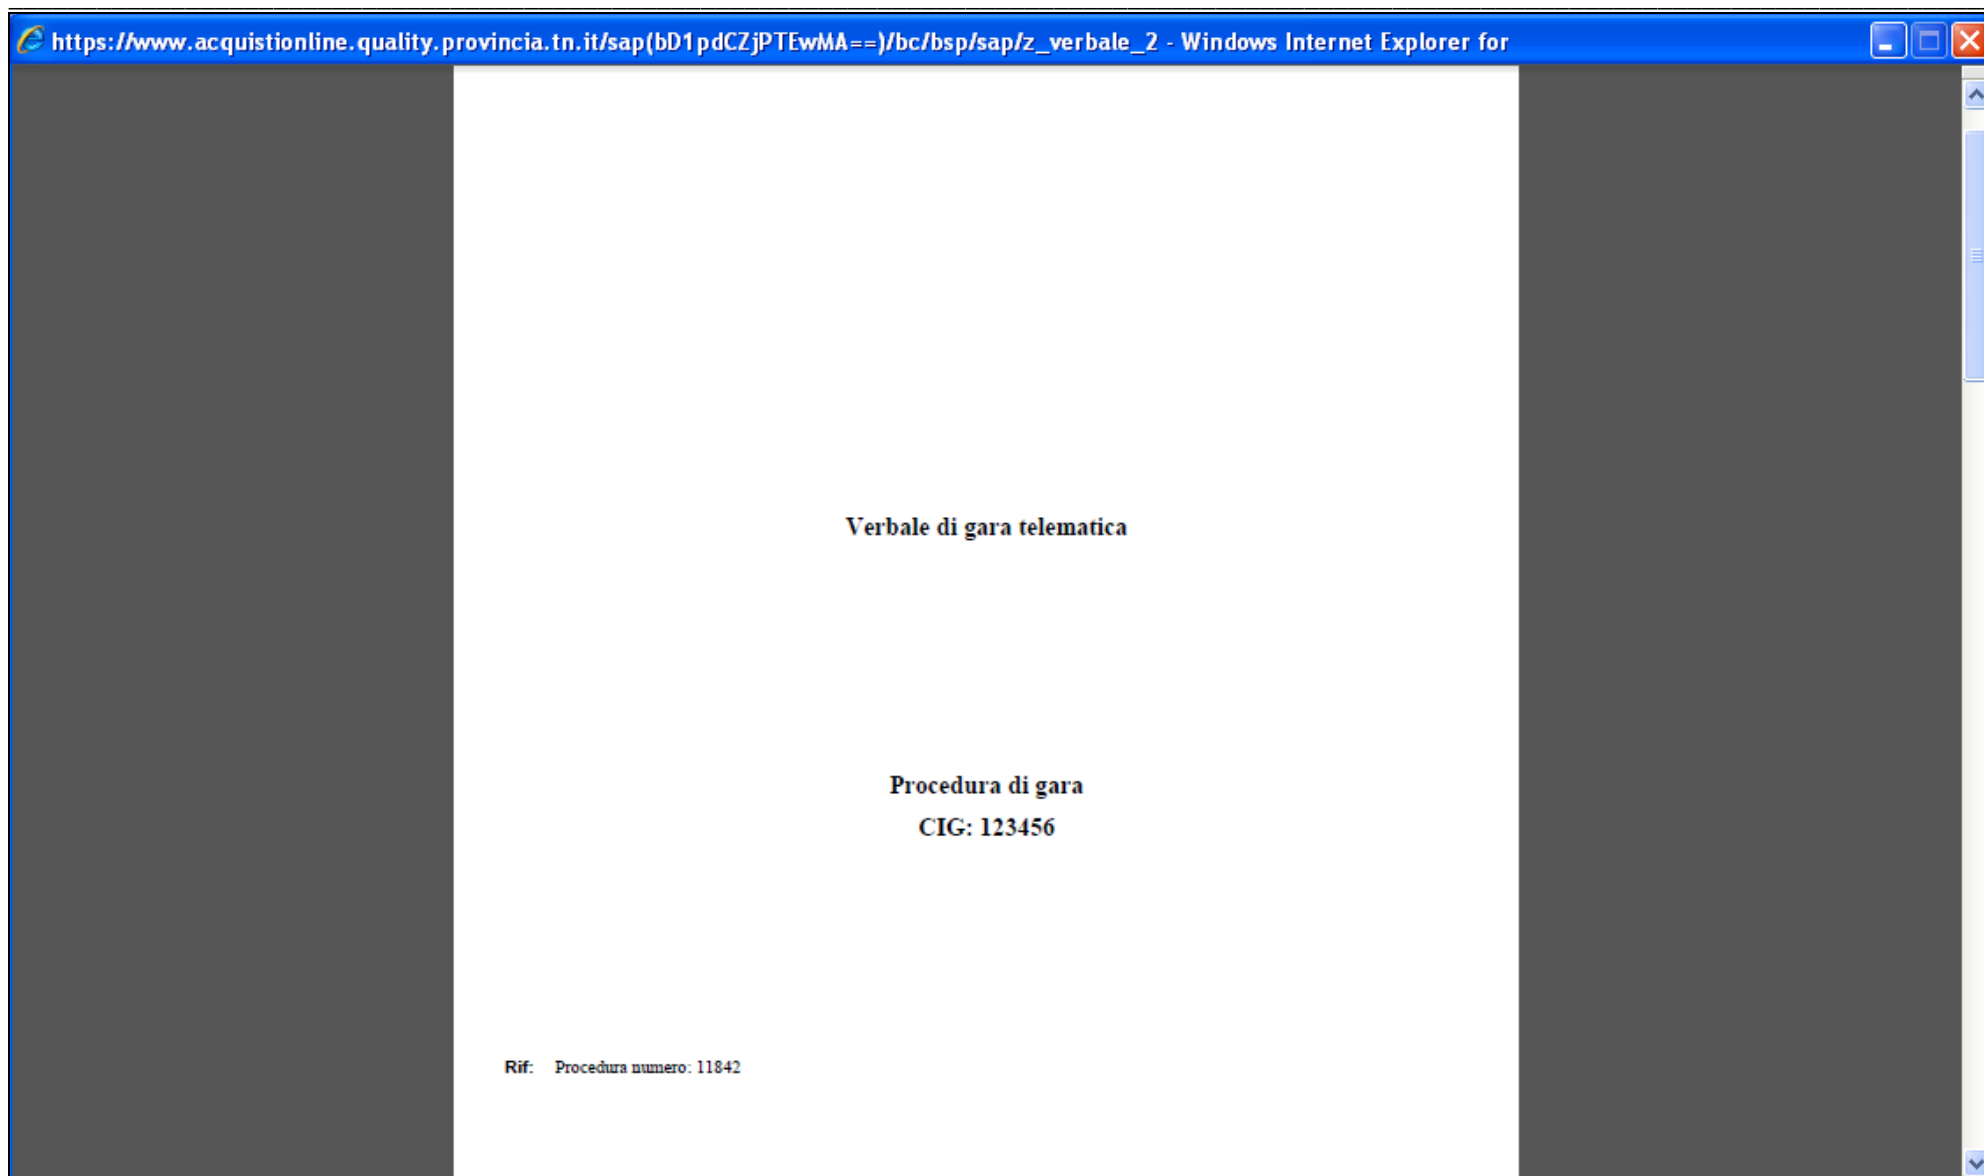 https://www.acquistionline.quality.provincia.tn.it/sap(bD1pdCZjPTEwMA==)/bc/bsp/sap/z_verbale_2 - Windows Internet Explorer for
Verbale di gara telematica
Procedura di gara
CIG: 123456
Rif: Procedura numero: 11842